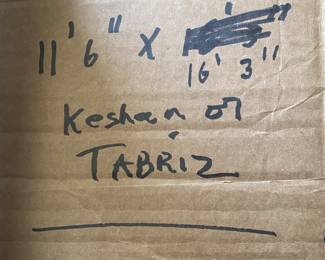 11' 6" X
16' 3"
Keshan or
TABRIZ